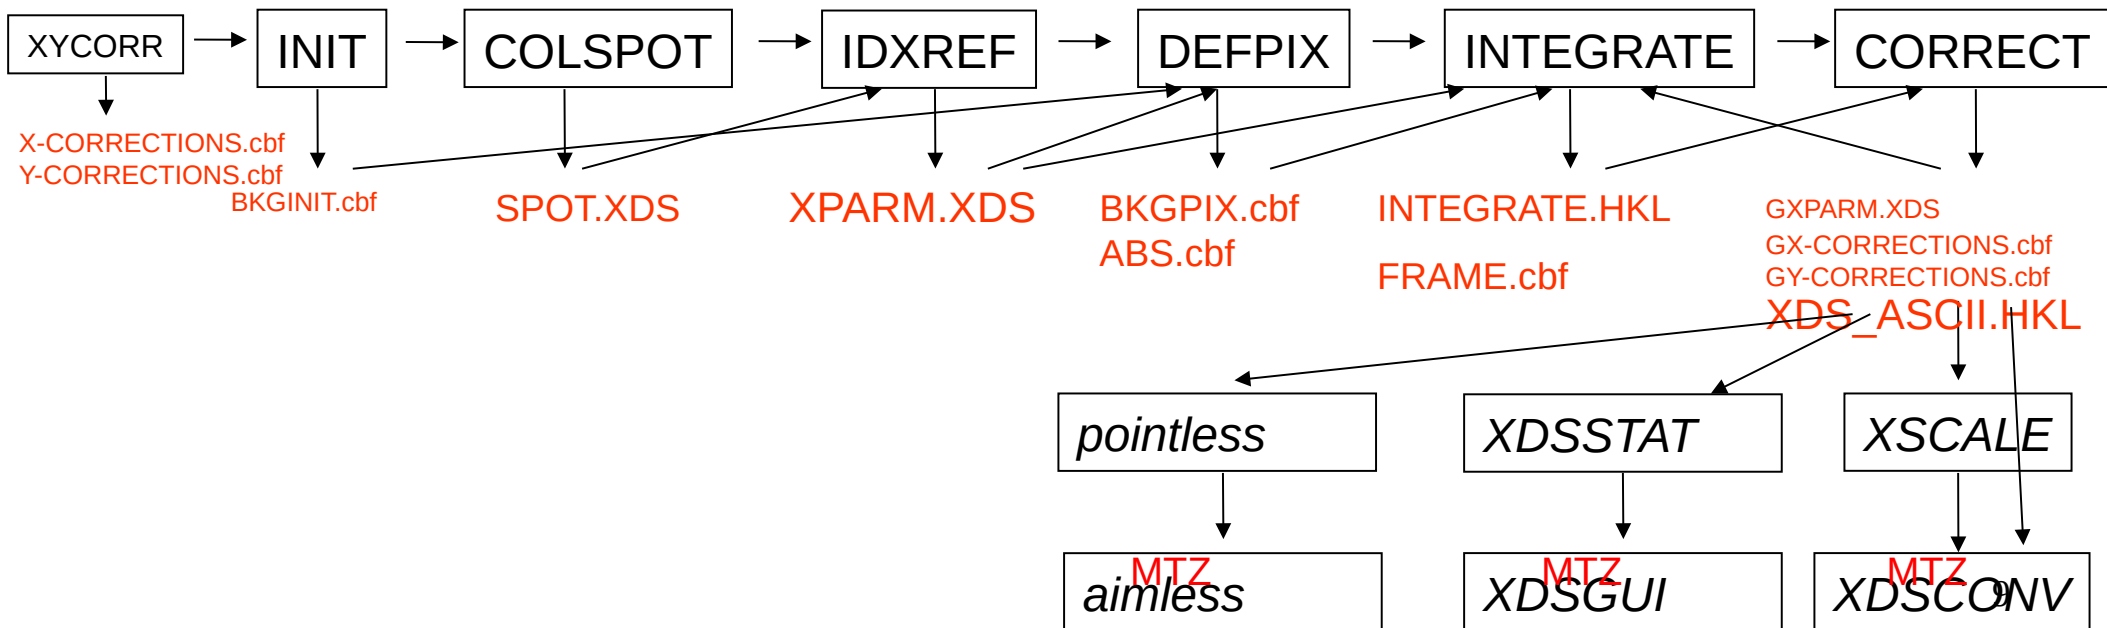 XYCORR
INIT
COLSPOT
IDXREF
DEFPIX
INTEGRATE
CORRECT
X-CORRECTIONS.cbf
Y-CORRECTIONS.cbf
BKGINIT.cbf
SPOT.XDS
XPARM.XDS
BKGPIX.cbf
ABS.cbf
INTEGRATE.HKL
FRAME.cbf
GXPARM.XDS
GX-CORRECTIONS.cbf
GY-CORRECTIONS.cbf
XDS_ASCII.HKL
pointless
XDSSTAT
XSCALE
MTZ
aimless
MTZ
XDSGUI
MTZ
XDSCONV
9